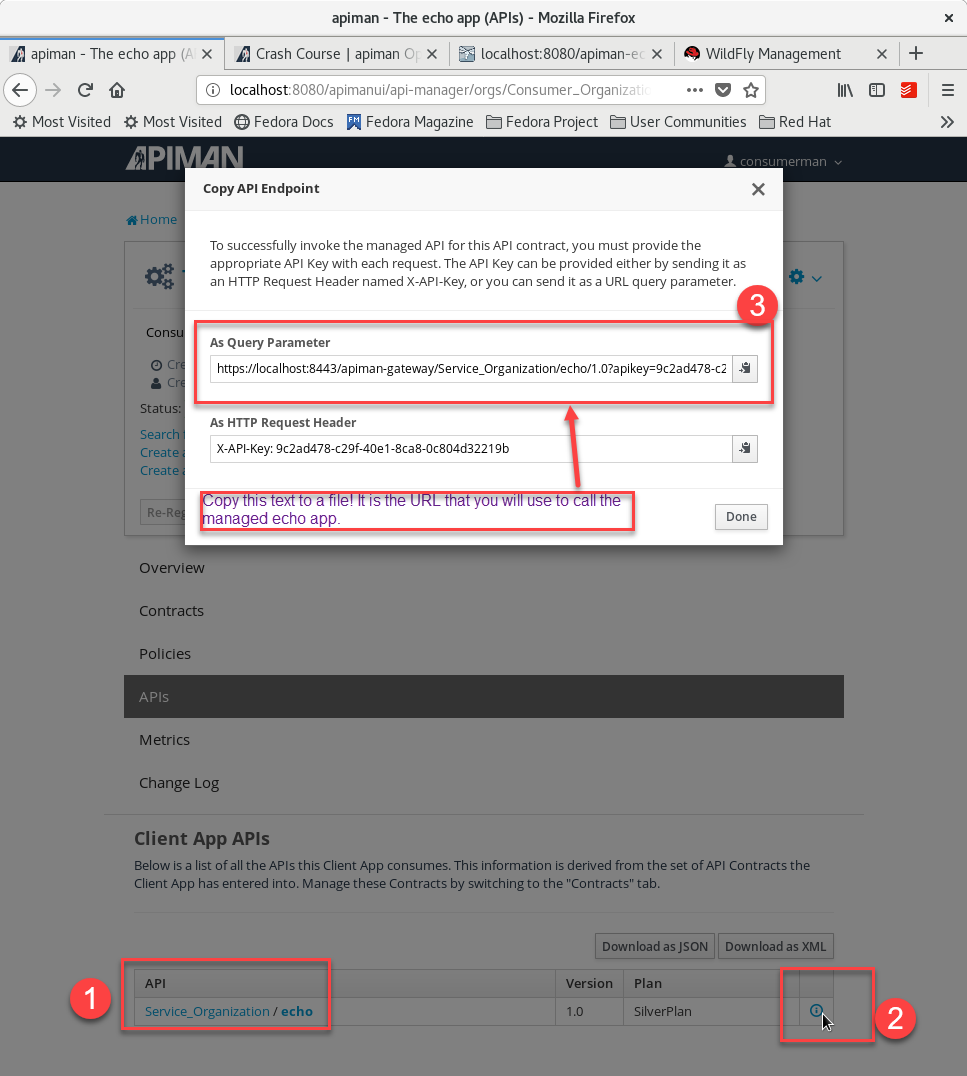 apiman - The echo app (APIs) - Mozilla Firefox
apiman - The echo app (A
Crash Course | apiman Op
localhost:8080/apiman-ec
WildFly Management
localhost:8080/apimanui/api-manager/orgs/Consumer_Organizatio
Most Visited
Most Visited
Fedora Docs
Fedora Magazine
Fedora Project
User Communities
Red Hat
APIMAN
consumerman
Home
Copy API Endpoint
To successfully invoke the managed API for this API contract, you must provide the
appropriate API Key with each request. The API Key can be provided either by sending it as
an HTTP Request Header named X-API-Key, or you can send it as a URL query parameter.
3
Consu
Cre
Cre
Status:
Search f
Create a
Create a
Re-Reg
As Query Parameter
https://localhost:8443/apiman-gateway/Service_Organization/echo/1.0?apikey=9c2ad478-c2
As HTTP Request Header
X-API-Key: 9c2ad478-c29f-40e1-8ca8-0c804d32219b
Copy this text to a file! It is the URL that you will use to call the
managed echo app.
Done
Overview
Contracts
Policies
APIs
Metrics
Change Log
Client App APIs
Below is a list of all the APIs this Client App consumes. This information is derived from the set of API Contracts the
Client App has entered into. Manage these Contracts by switching to the "Contracts" tab.
Download as JSON
Download as XML
API Version Plan
1
Service_Organization / echo 1.0 SilverPlan
2